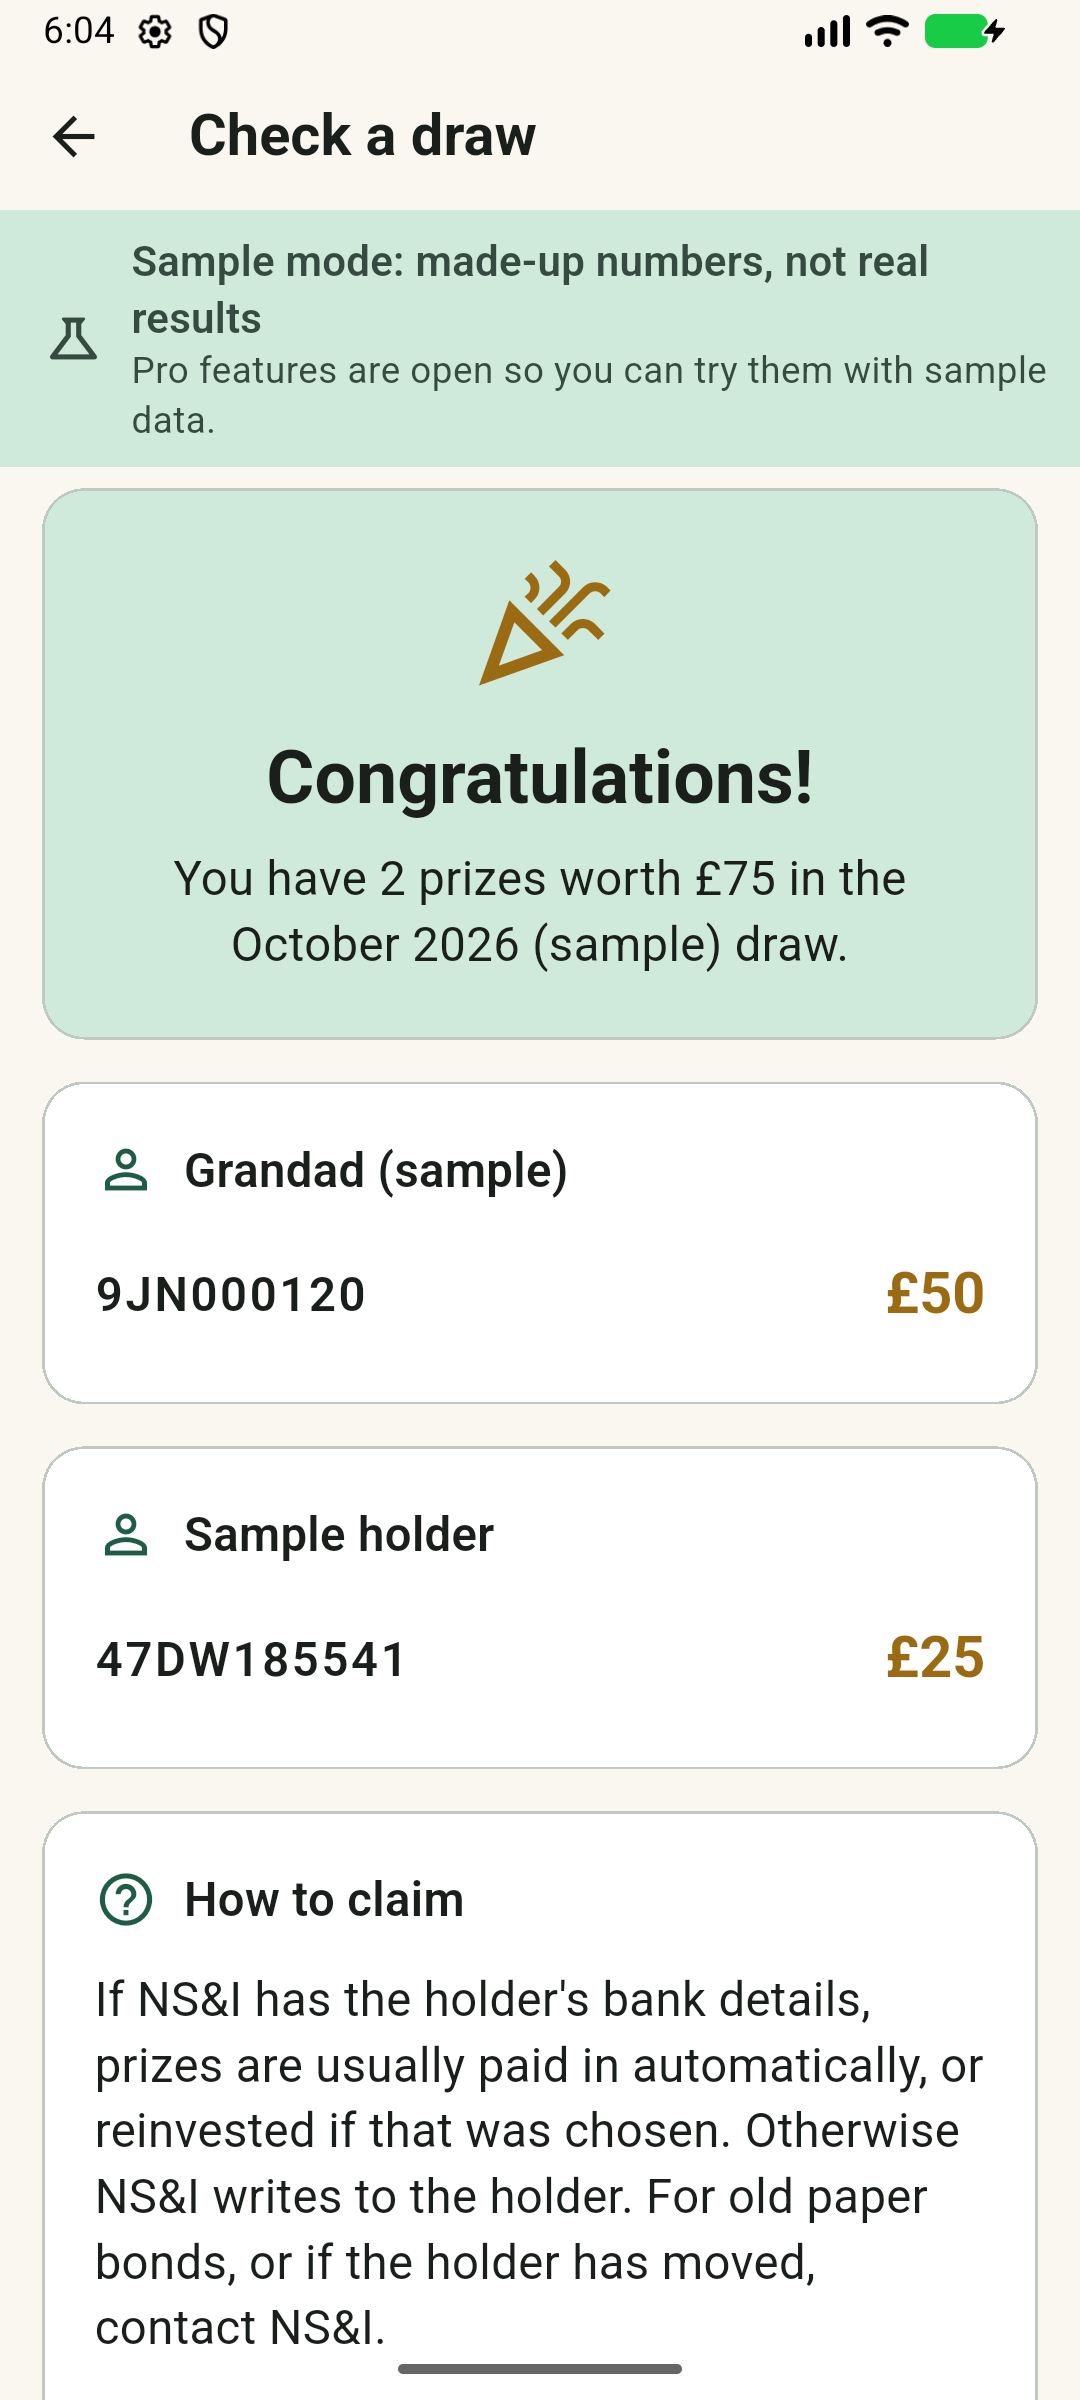 6:04
Check a draw
Sample mode: made-up numbers, not real
results
Pro features are open so you can try them with sample
data.
Congratulations!
You have 2 prizes worth £75 in the
October 2026 (sample) draw.
Grandad (sample)
9JN000120
£50
Sample holder
47DW185541
£25
How to claim
If NS&I has the holder's bank details,
prizes are usually paid in automatically, or
reinvested if that was chosen. Otherwise
NS&I writes to the holder. For old paper
bonds, or if the holder has moved,
contact NS&I.